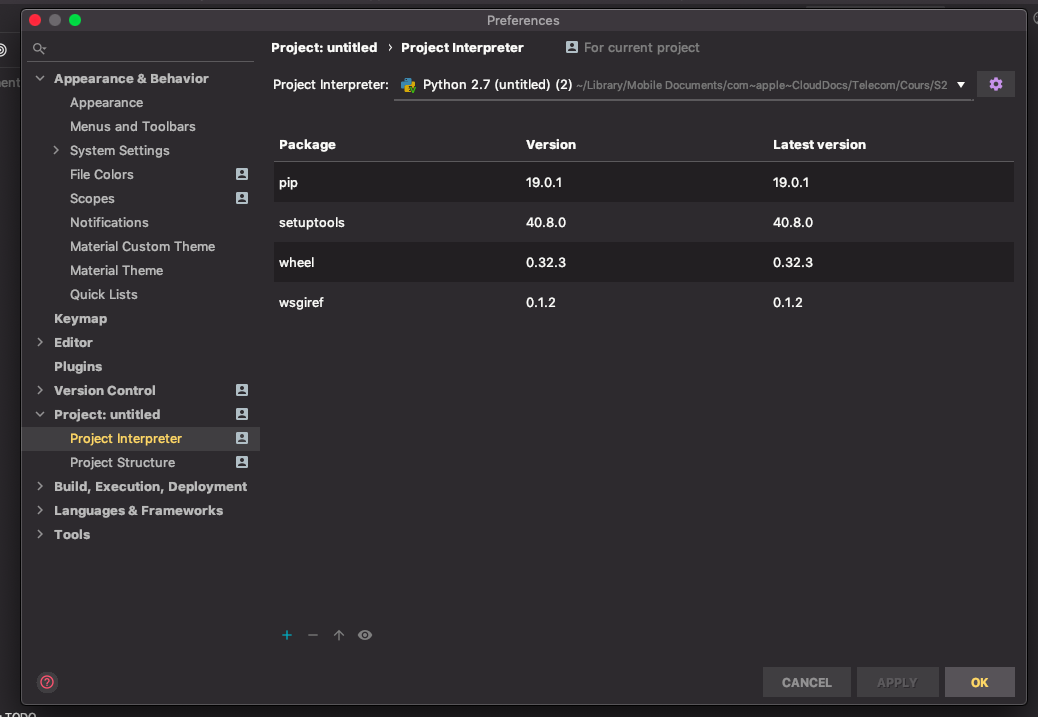 Preferences
Project: untitled › Project Interpreter For current project
Project Interpreter: Python 2.7 (untitled) (2) ~/Library/Mobile Documents/com~apple~CloudDocs/Telecom/Cours/S2
Appearance & Behavior
Appearance
Menus and Toolbars
System Settings
File Colors
Scopes
Notifications
Material Custom Theme
Material Theme
Quick Lists
Keymap
Editor
Plugins
Version Control
Project: untitled
Project Interpreter
Project Structure
Build, Execution, Deployment
Languages & Frameworks
Tools
Package Version Latest version
pip 19.0.1 19.0.1
setuptools 40.8.0 40.8.0
wheel 0.32.3 0.32.3
wsgiref 0.1.2 0.1.2
CANCEL APPLY OK